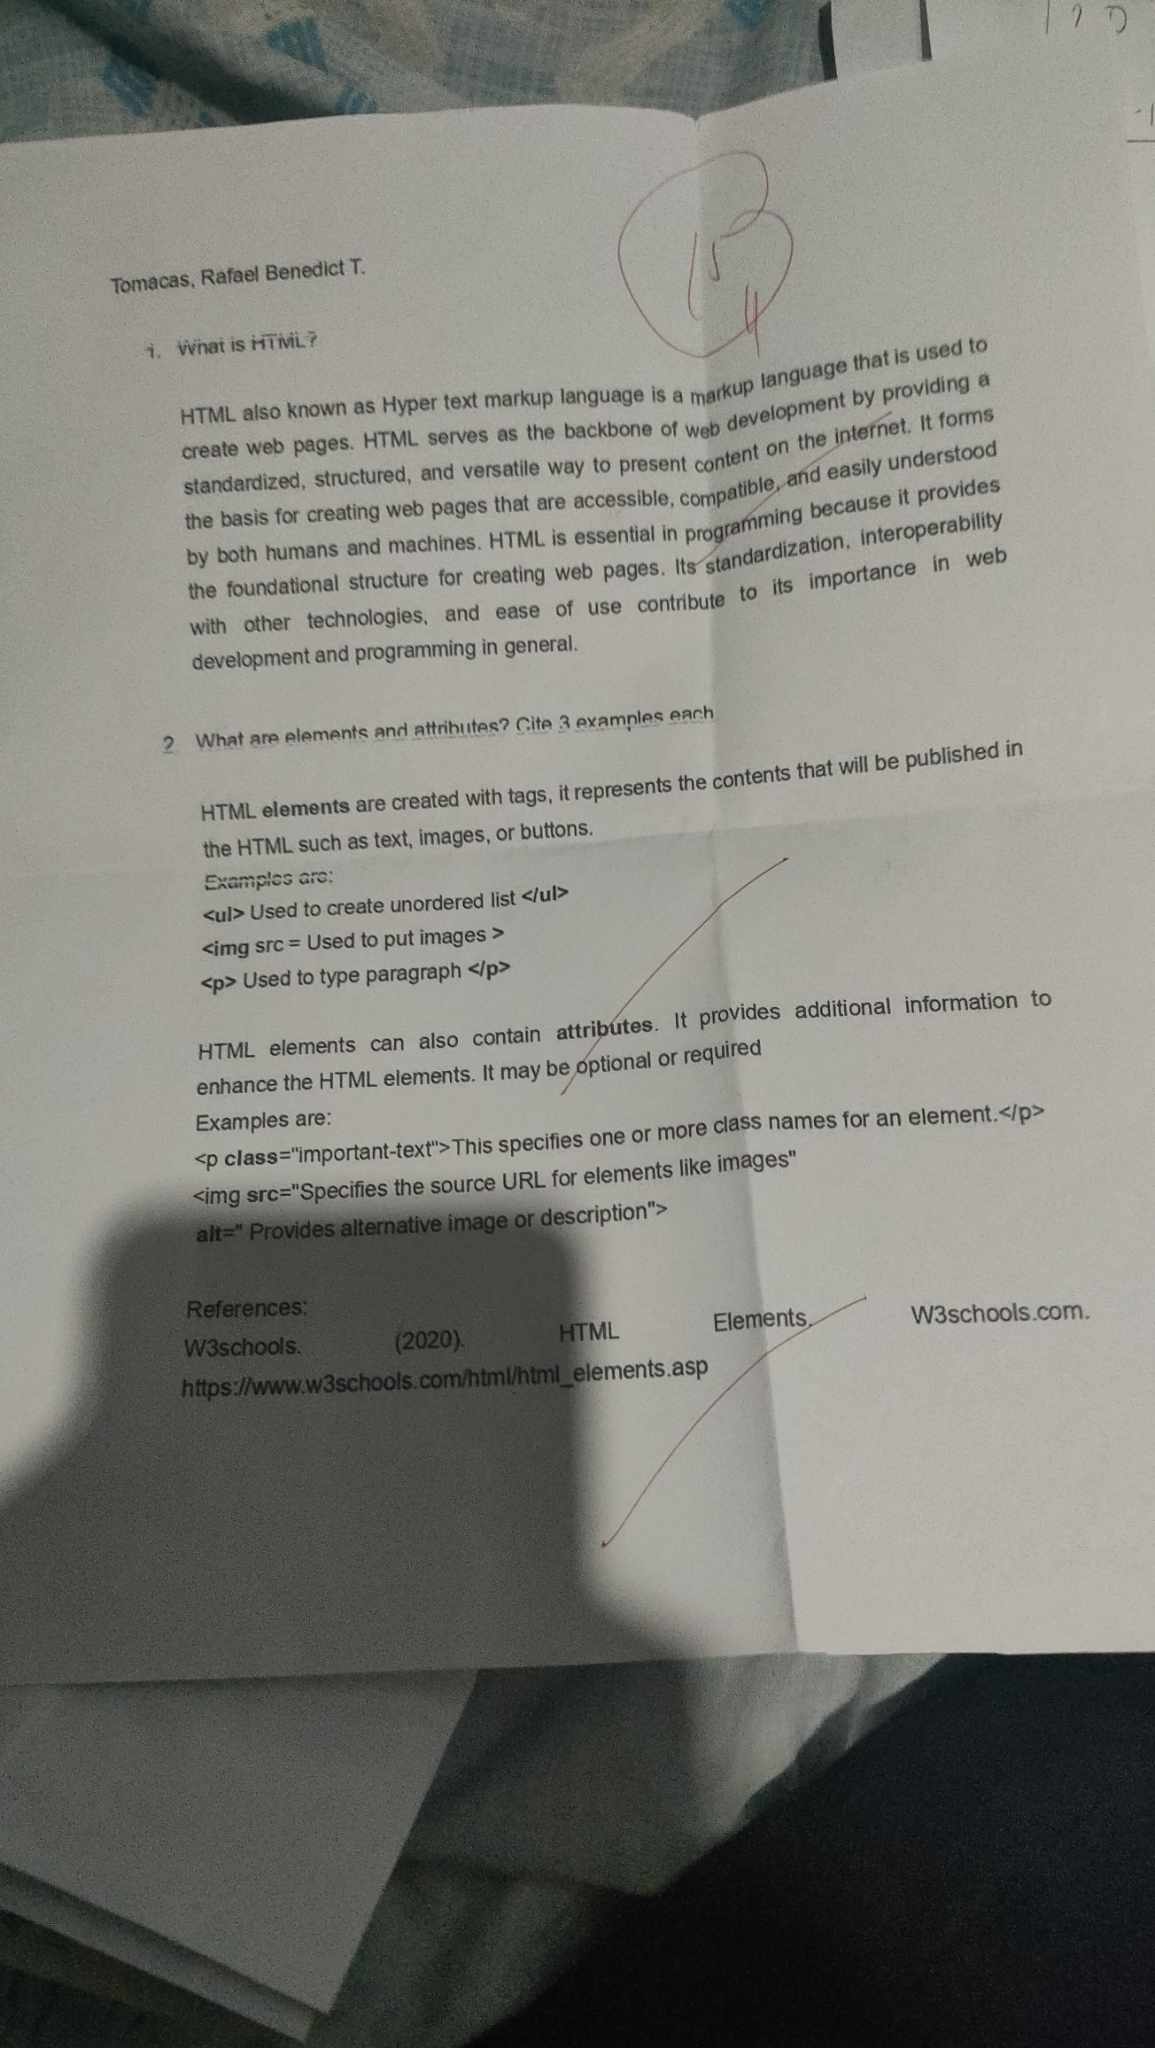 15
4
Tomacas, Rafael Benedict T.
1. What is HTML?
HTML also known as Hyper text markup language is a markup language that is used to
create web pages. HTML serves as the backbone of web development by providing a
standardized, structured, and versatile way to present content on the internet. It forms
the basis for creating web pages that are accessible, compatible, and easily understood
by both humans and machines. HTML is essential in programming because it provides
the foundational structure for creating web pages. Its standardization, interoperability
with other technologies, and ease of use contribute to its importance in web
development and programming in general.
2 What are elements and attributes? Cite 3 examples each
HTML elements are created with tags, it represents the contents that will be published in
the HTML such as text, images, or buttons.
Examples are:
<ul> Used to create unordered list </ul>
<img src = Used to put images >
<p> Used to type paragraph </p>
HTML elements can also contain attributes. It provides additional information to
enhance the HTML elements. It may be optional or required
Examples are:
<p class="important-text">This specifies one or more class names for an element.</p>
<img src="Specifies the source URL for elements like images"
alt=" Provides alternative image or description">
References:
W3schools. (2020). HTML Elements. W3schools.com.
https://www.w3schools.com/html/html_elements.asp